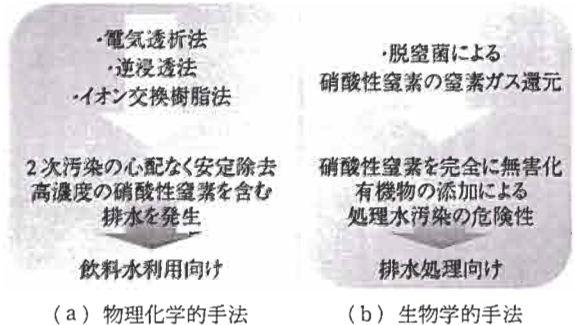 ・電気透析法
・逆浸透法
・イオン交換樹脂法
2次汚染の心配なく安定除去
高濃度の硝酸性窒素を含む
排水を発生
飲料水利用向け
(a) 物理化学的手法
・脱窒菌による
硝酸性窒素の窒素ガス還元
硝酸性窒素を完全に無害化
有機物の添加による
処理水汚染の危険性
排水処理向け
(b) 生物学的手法